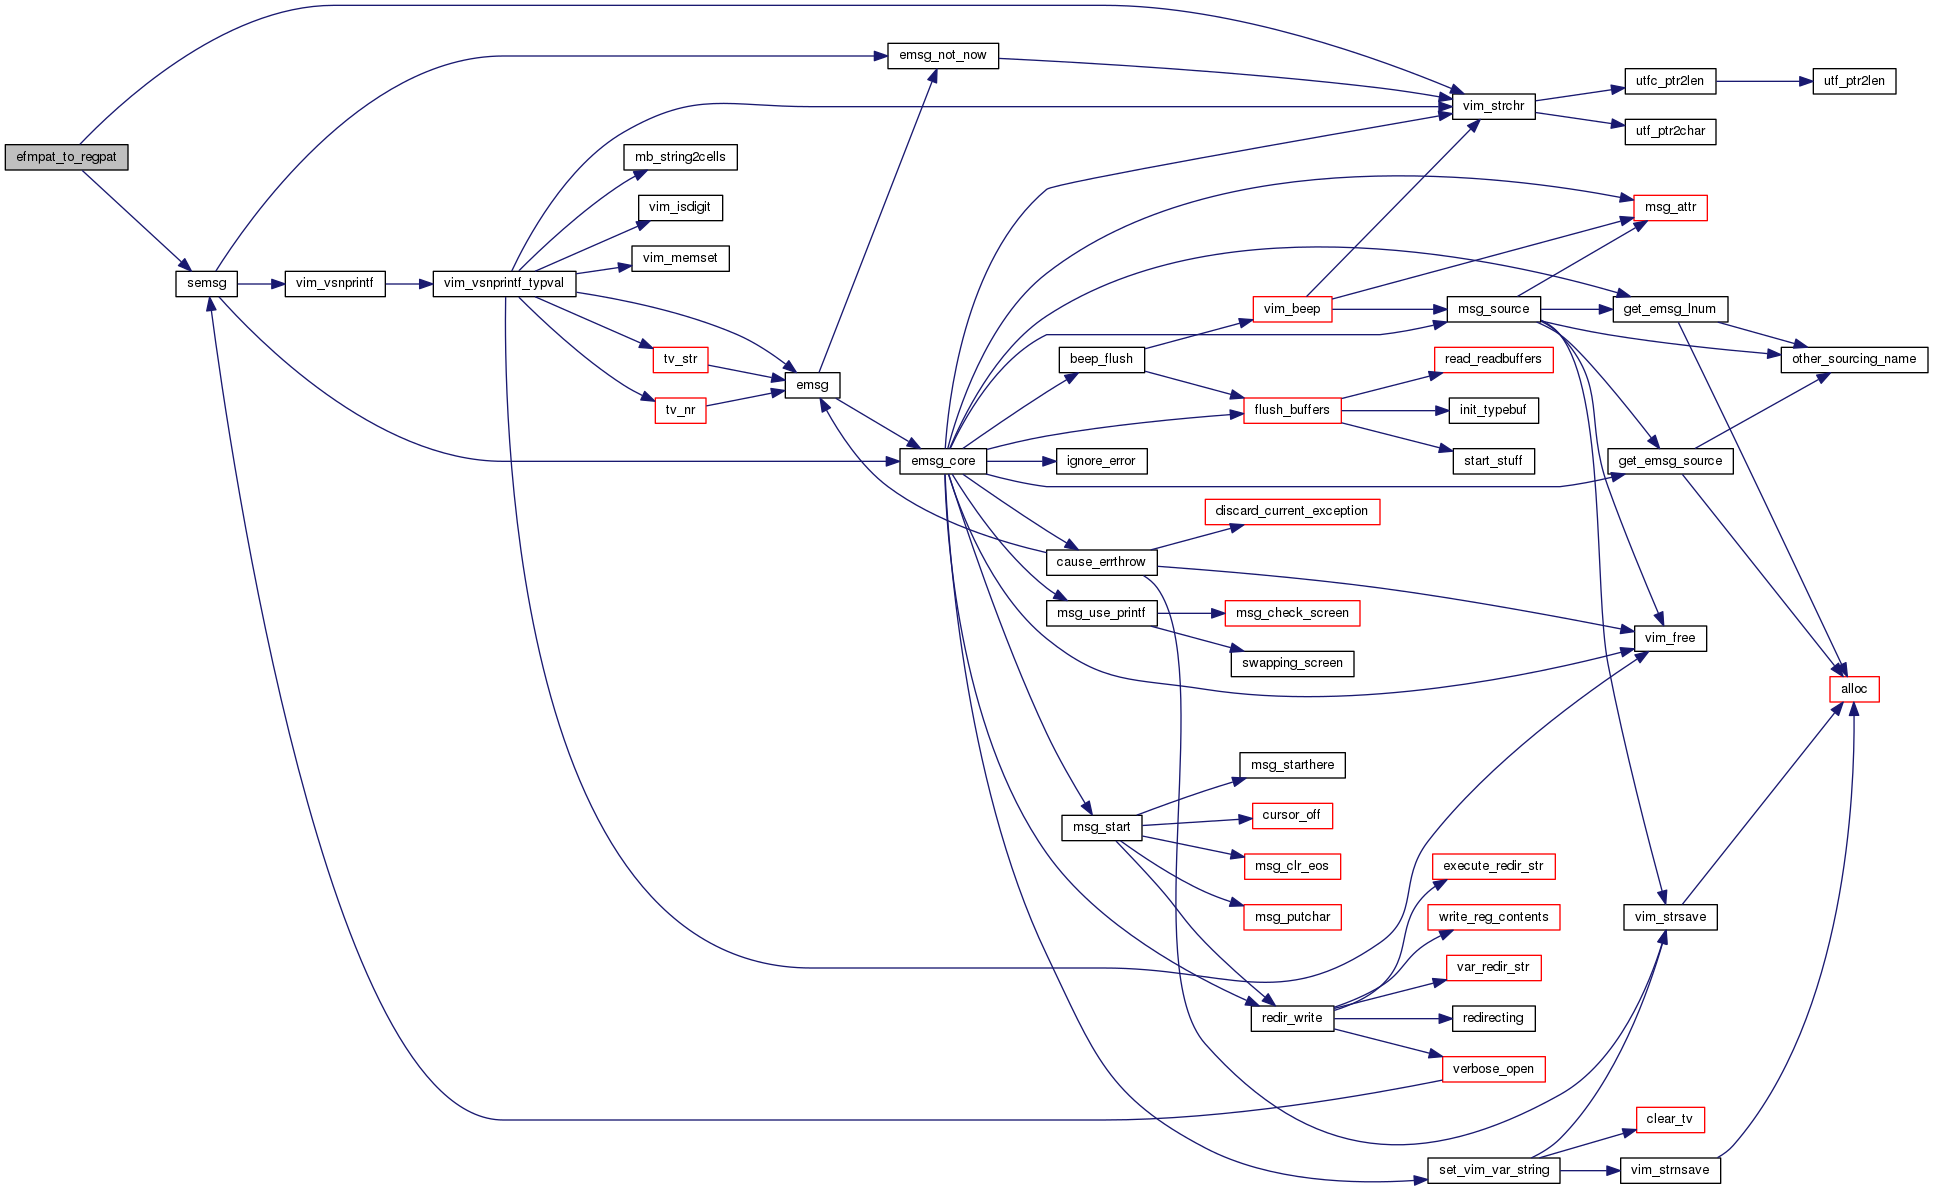 efmpat_to_regpat
semsg
vim_vsnprintf
vim_vsnprintf_typval
mb_string2cells
vim_isdigit
vim_memset
tv_str
tv_nr
emsg
emsg_not_now
emsg_core
beep_flush
ignore_error
cause_errthrow
msg_use_printf
msg_start
vim_beep
flush_buffers
discard_current_exception
msg_check_screen
swapping_screen
msg_starthere
cursor_off
msg_clr_eos
msg_putchar
redir_write
vim_strchr
msg_source
read_readbuffers
init_typebuf
start_stuff
execute_redir_str
write_reg_contents
var_redir_str
redirecting
verbose_open
set_vim_var_string
utfc_ptr2len
utf_ptr2char
msg_attr
get_emsg_lnum
get_emsg_source
vim_free
vim_strsave
clear_tv
vim_strnsave
utf_ptr2len
other_sourcing_name
alloc